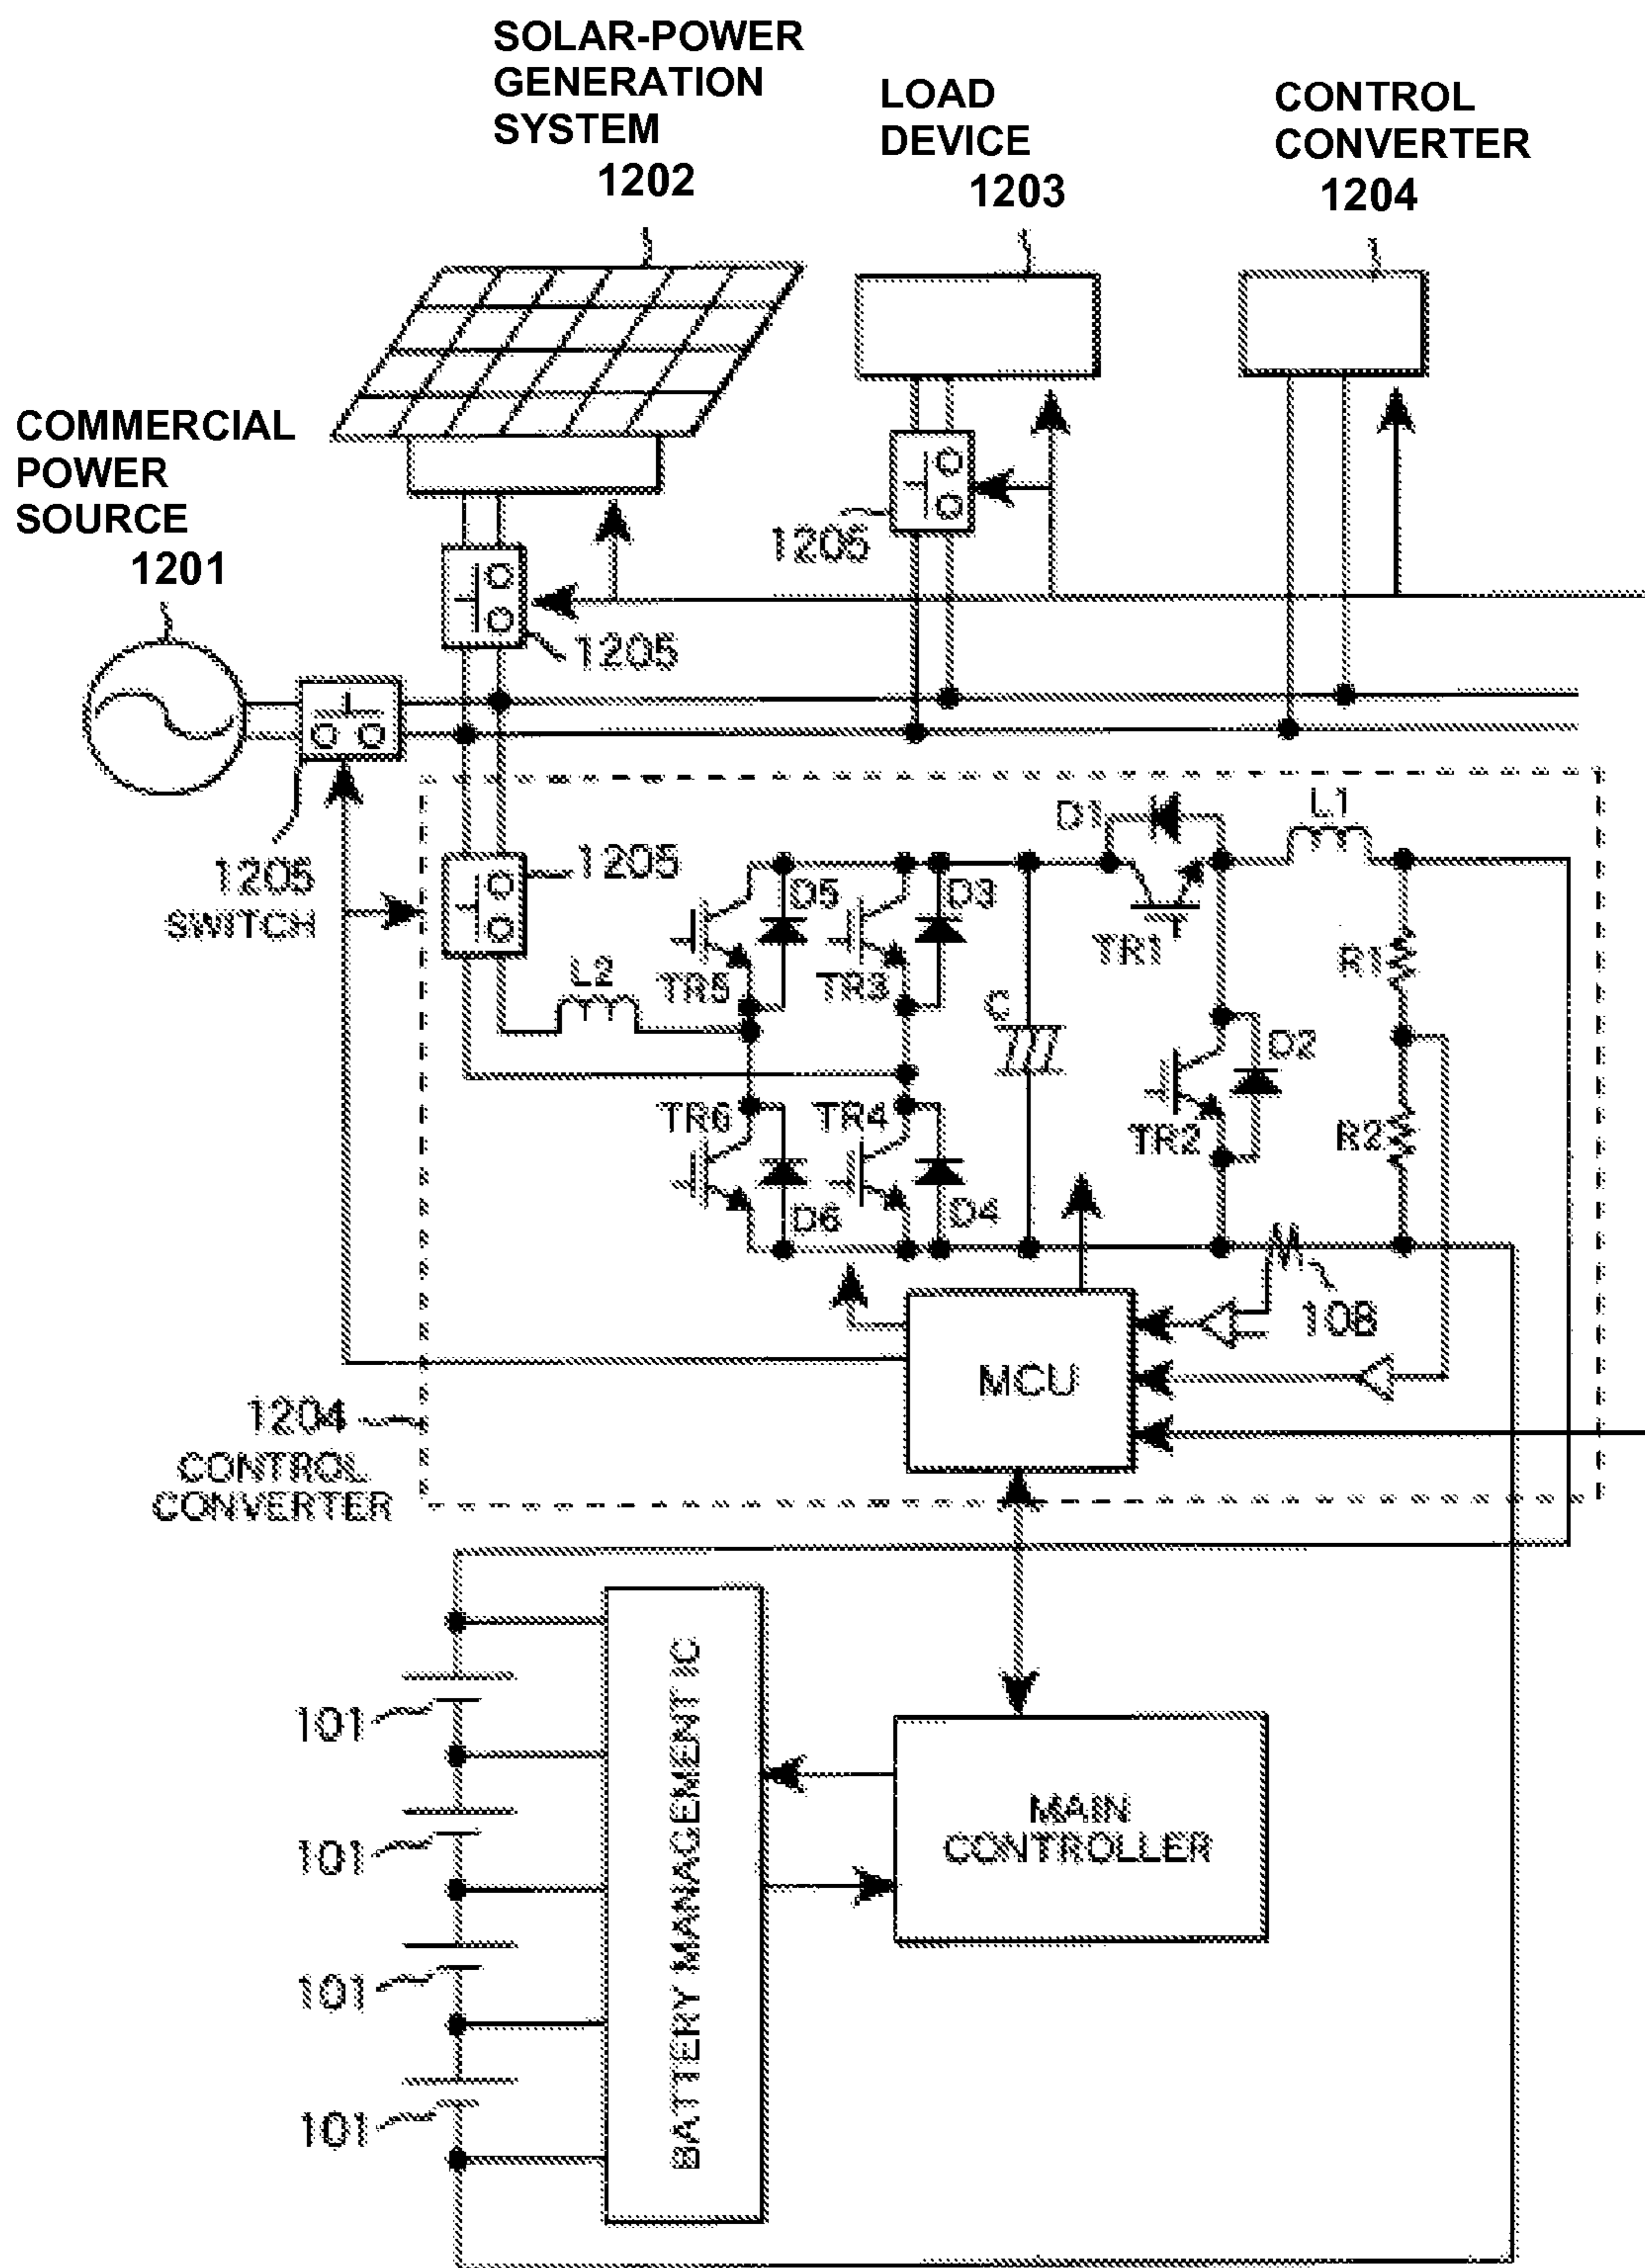 SOLAR-POWER
GENERATION
SYSTEM
1202
LOAD
DEVICE
1203
CONTROL
CONVERTER
1204
COMMERCIAL
POWER
SOURCE
1201
1205
1205
1205
SWITCH
1205
D1
L1
D5
D3
TR5
TR3
TR1
R1
L2
C
D2
TR6
TR4
TR2
R2
D6
D4
10B
MCU
1204
CONTROL
CONVERTER
BATTERY MANAGEMENT IC
101
101
101
101
MAIN
CONTROLLER